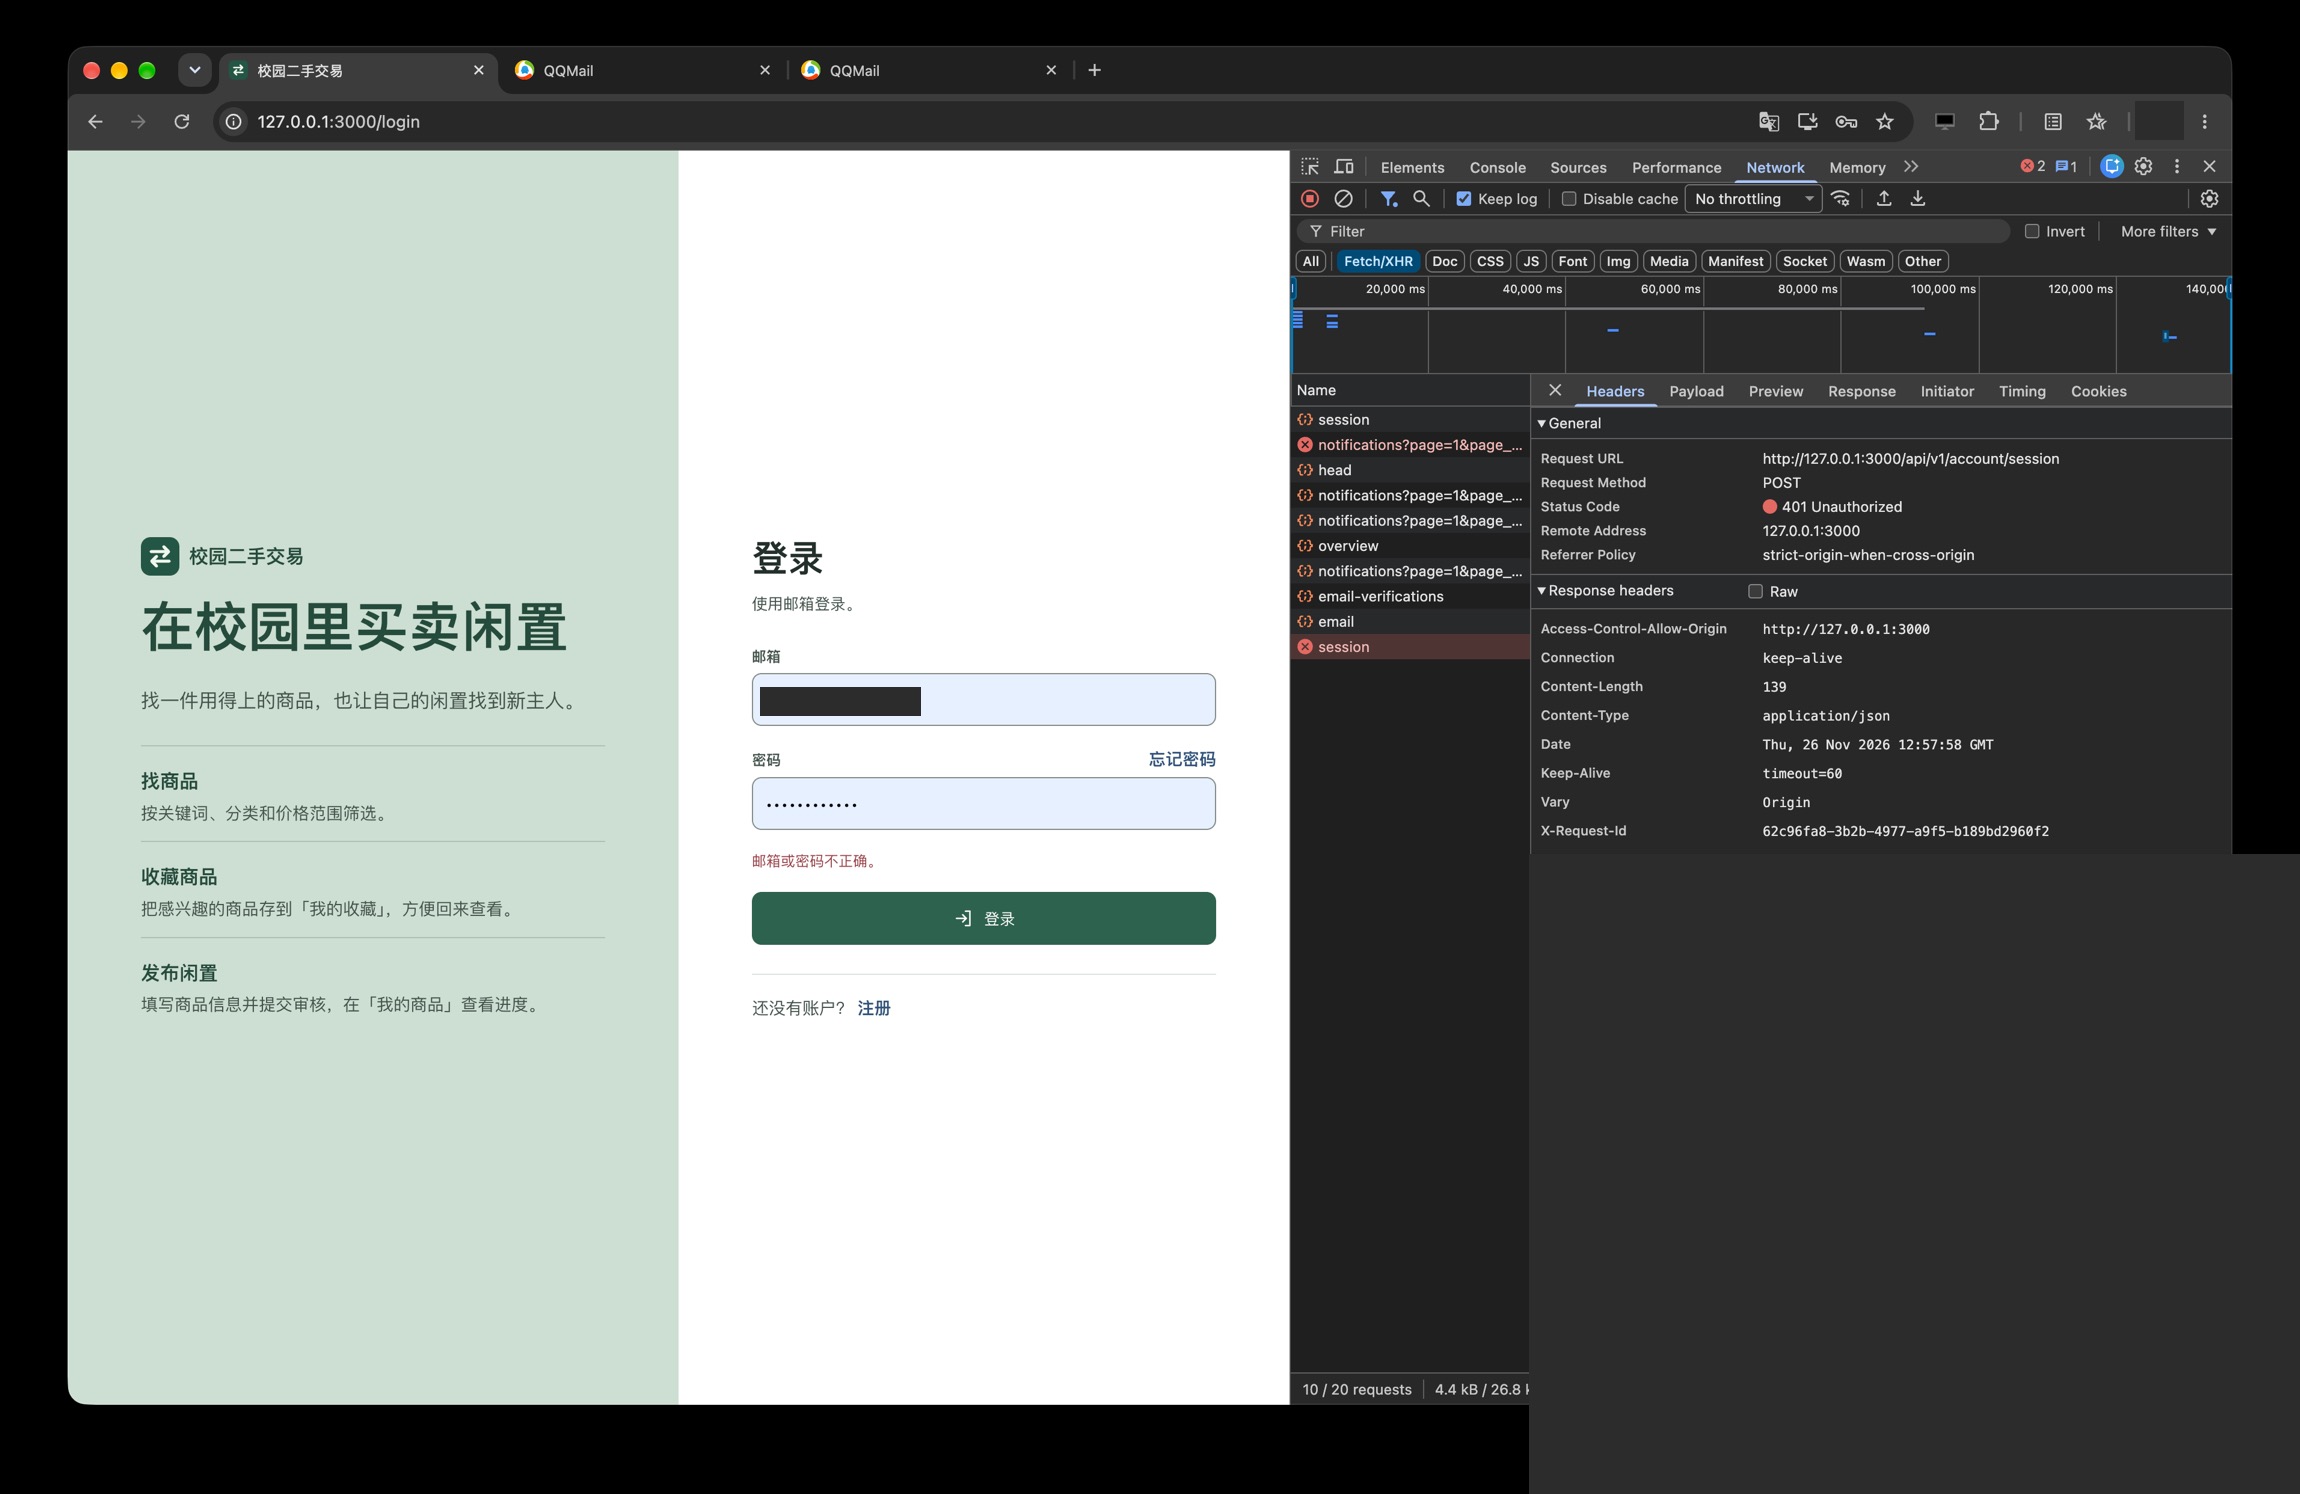 校园二手交易
QQMail
QQMail
127.0.0.1:3000/login
校园二手交易
在校园里买卖闲置
找一件用得上的商品，也让自己的闲置找到新主人。
找商品
按关键词、分类和价格范围筛选。
收藏商品
把感兴趣的商品存到「我的收藏」，方便回来查看。
发布闲置
填写商品信息并提交审核，在「我的商品」查看进度。
登录
使用邮箱登录。
邮箱
密码 忘记密码
邮箱或密码不正确。
登录
还没有账户？ 注册
Elements Console Sources Performance Network Memory 2 1
Keep log Disable cache No throttling
Filter Invert More filters
All Fetch/XHR Doc CSS JS Font Img Media Manifest Socket Wasm Other
20,000 ms 40,000 ms 60,000 ms 80,000 ms 100,000 ms 120,000 ms 140,00
Name
session
notifications?page=1&page_...
head
notifications?page=1&page_...
notifications?page=1&page_...
overview
notifications?page=1&page_...
email-verifications
email
session
10 / 20 requests 4.4 kB / 26.8 k
Headers Payload Preview Response Initiator Timing Cookies
General
Request URL http://127.0.0.1:3000/api/v1/account/session
Request Method POST
Status Code 401 Unauthorized
Remote Address 127.0.0.1:3000
Referrer Policy strict-origin-when-cross-origin
Response headers Raw
Access-Control-Allow-Origin http://127.0.0.1:3000
Connection keep-alive
Content-Length 139
Content-Type application/json
Date Thu, 26 Nov 2026 12:57:58 GMT
Keep-Alive timeout=60
Vary Origin
X-Request-Id 62c96fa8-3b2b-4977-a9f5-b189bd2960f2